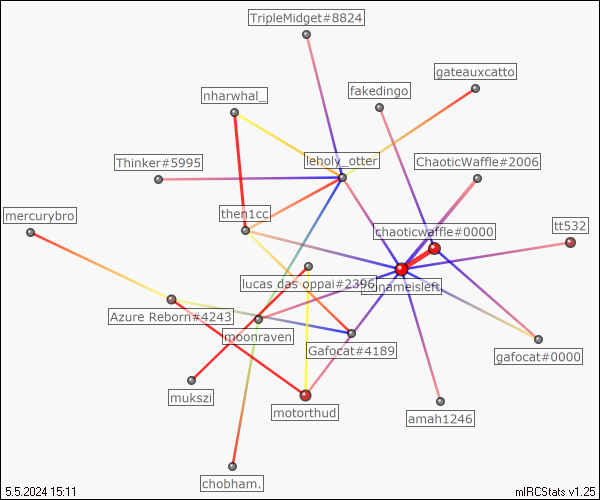 TripleMidget#8824
gateauxcatto
fakedingo
nharwhal_
leholy_otter
Thinker#5995
ChaoticWaffle#2006
mercurybro
then1cc
chaoticwaffle#0000
tt532
lucas das oppai#2396
nameisleft
Azure Reborn#4243
moonraven
Gafocat#4189
gafocat#0000
mukszi
motorthud
amah1246
chobham.
5.5.2024 15:11
mIRCStats v1.25